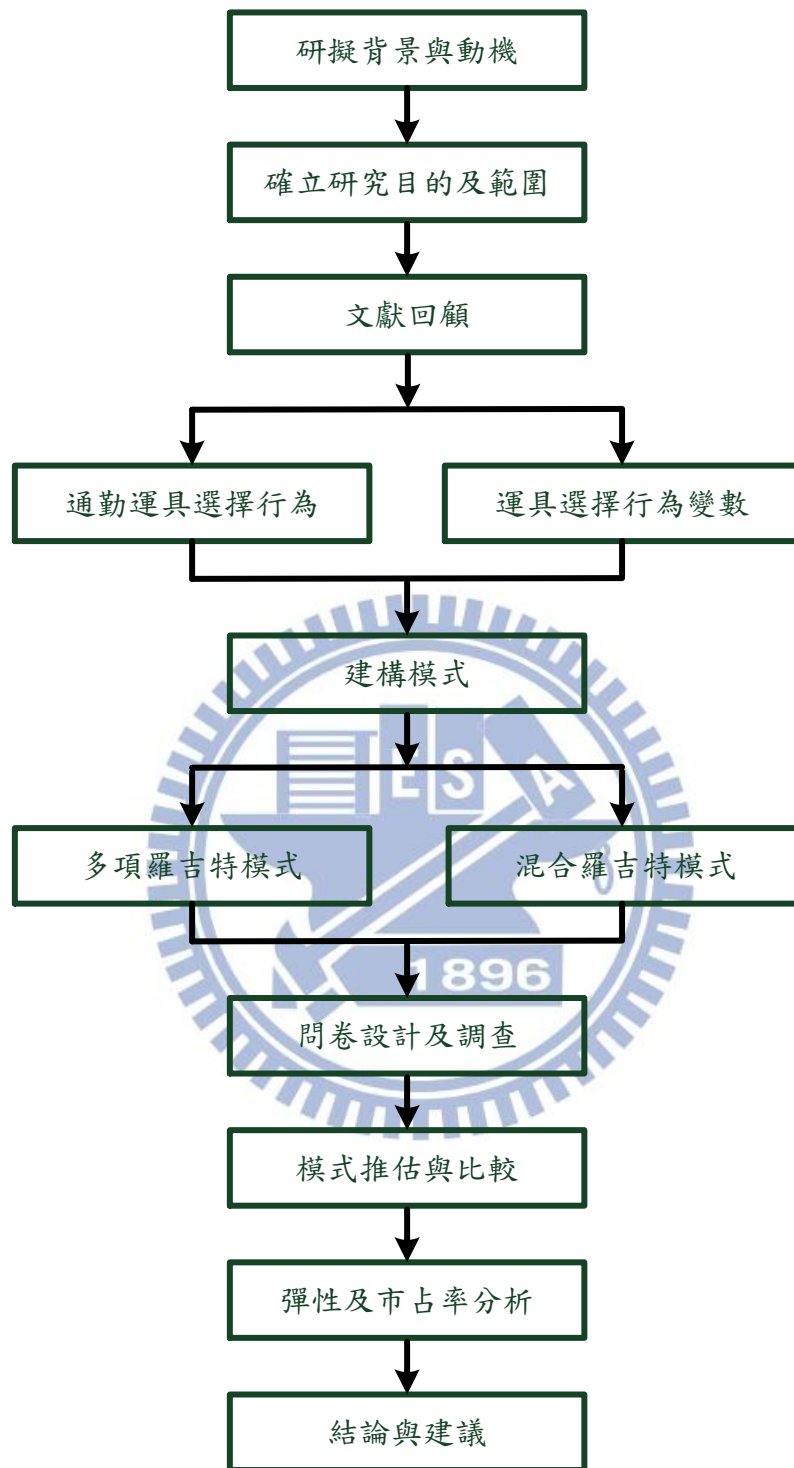 研擬背景與動機
確立研究目的及範圍
文獻回顧
通勤運具選擇行為
運具選擇行為變數
建構模式
ESA
多項羅吉特模式
混合羅吉特模式
1896
問卷設計及調查
模式推估與比較
彈性及市占率分析
結論與建議